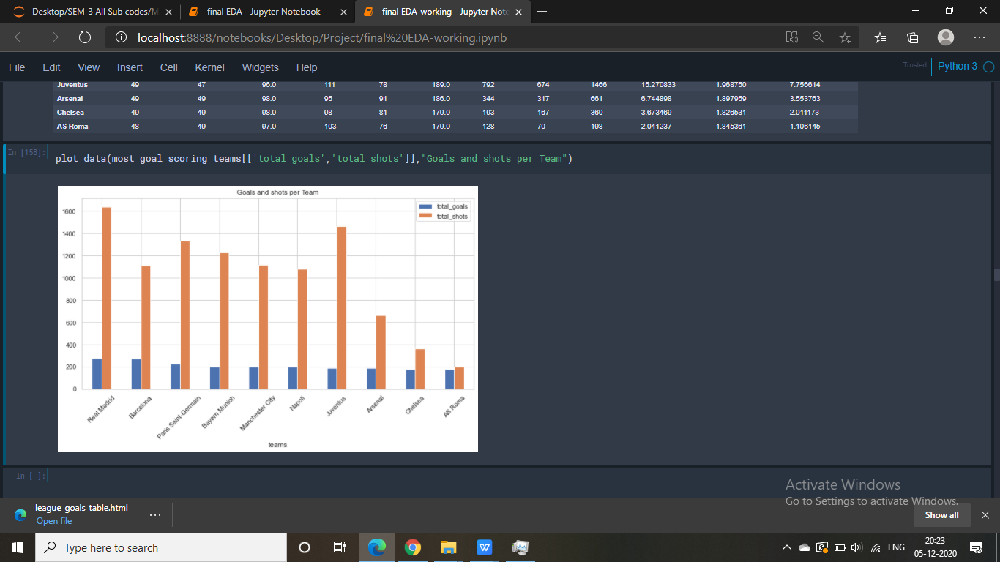 Desktop/SEM-3 All Sub codes/M
final EDA - Jupyter Notebook
final EDA-working - Jupyter Note
localhost:8888/notebooks/Desktop/Project/final%20EDA-working.ipynb
File Edit View Insert Cell Kernel Widgets Help
Trusted Python 3
Juventus 49 47 96.0 111 78 189.0 792 674 1466 15.270833 1.968750 7.756614
Arsenal 49 49 98.0 95 91 186.0 344 317 661 6.744898 1.897959 3.553763
Chelsea 49 49 98.0 98 81 179.0 193 167 360 3.673469 1.826531 2.011173
AS Roma 48 49 97.0 103 76 179.0 128 70 198 2.041237 1.845361 1.106145
In [158]:
plot_data(most_goal_scoring_teams[['total_goals','total_shots']],"Goals and shots per Team")
Goals and shots per Team
total_goals
total_shots
1600
1400
1200
1000
800
600
400
200
0
Real Madrid
Barcelona
Paris Saint-Germain
Bayern Munich
Manchester City
Napoli
Juventus
Arsenal
Chelsea
AS Roma
teams
In [ ]:
Activate Windows
Go to Settings to activate Windows.
league_goals_table.html
Open file
Show all
Type here to search
ENG
20:23
05-12-2020